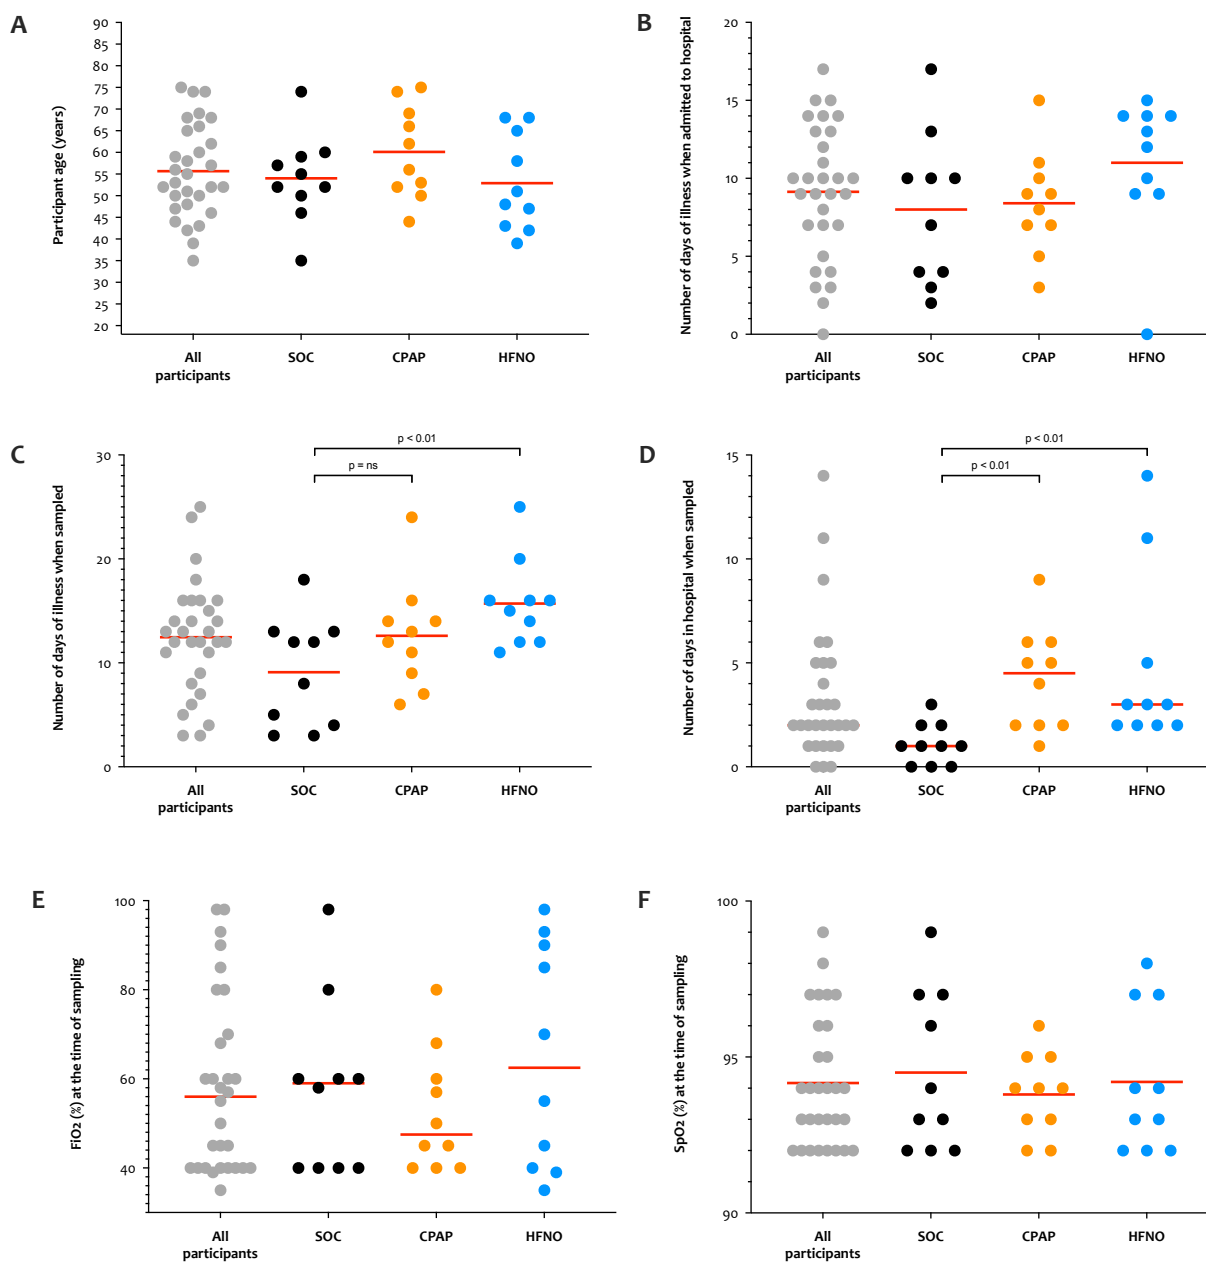 A
Participant age (years)
90
85
80
75
70
65
60
55
50
45
40
35
30
25
20
All
participants
SOC
CPAP
HFNO
B
Number of days of illness when admitted to hospital
20
15
10
5
0
All
participants
SOC
CPAP
HFNO
C
Number of days of illness when sampled
30
20
10
0
p < 0.01
p = ns
All
participants
SOC
CPAP
HFNO
D
Number of days in hospital when sampled
15
10
5
0
p < 0.01
p < 0.01
All
participants
SOC
CPAP
HFNO
E
FiO2 (%) at the time of sampling
100
80
60
40
All
participants
SOC
CPAP
HFNO
F
SpO2 (%) at the time of sampling
100
95
90
All
participants
SOC
CPAP
HFNO